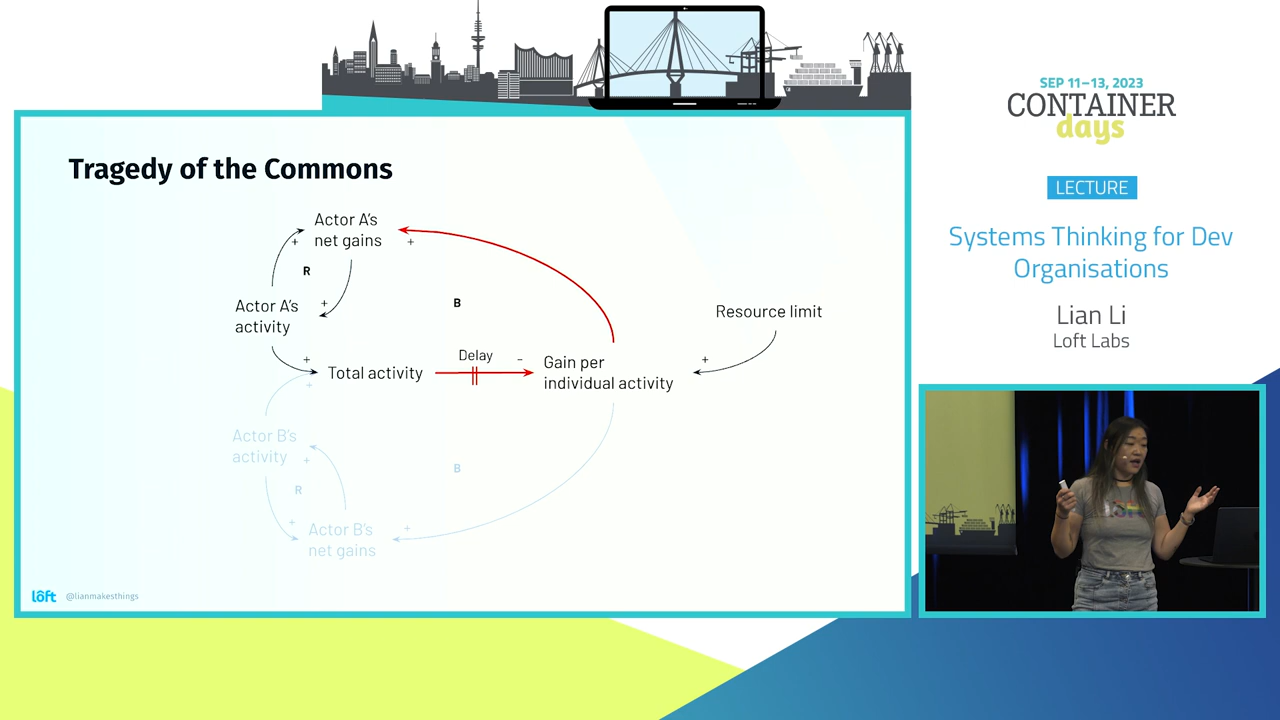 Tragedy of the Commons
Actor A's
net gains
+
+
R
Actor A's
activity
+
B
Resource limit
+
Total activity
Delay
–
Gain per
individual activity
+
+
Actor B's
activity
+
R
B
+
Actor B's
net gains
+
lôft
@lianmakesthings
SEP 11–13, 2023
CONTAINER
days
LECTURE
Systems Thinking for Dev
Organisations
Lian Li
Loft Labs